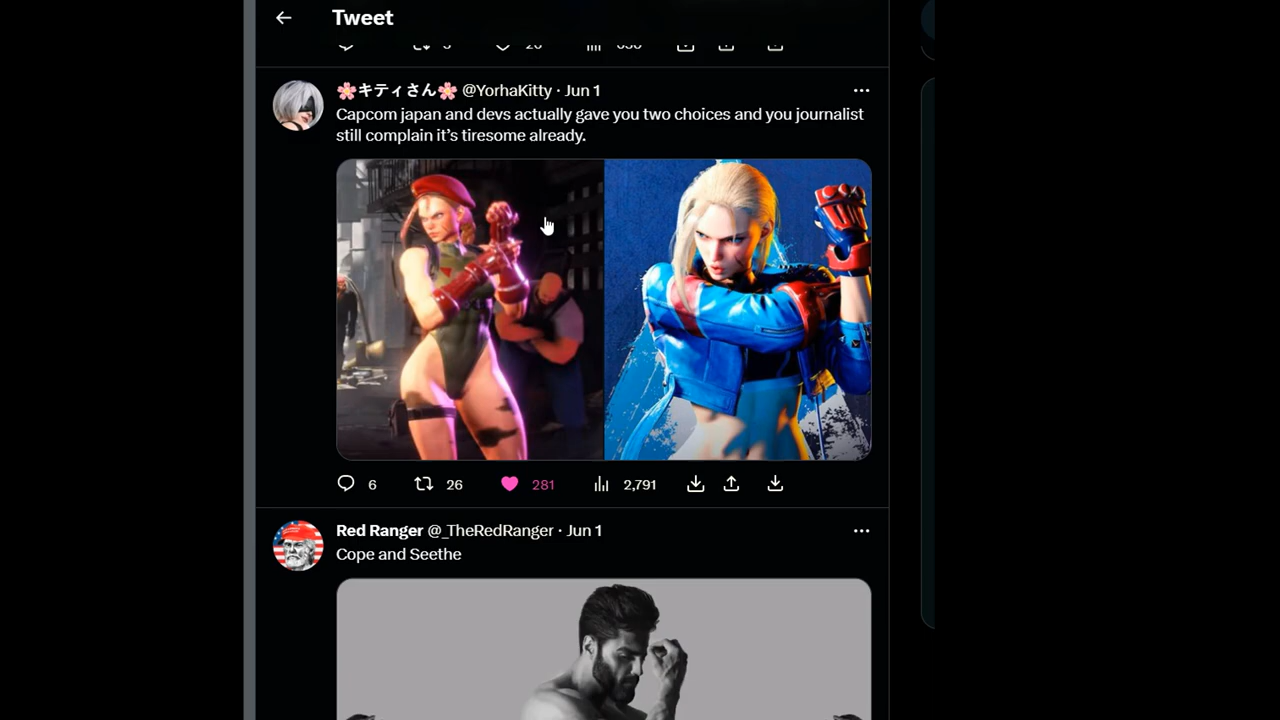 Tweet
🌸キティさん🌸 @YorhaKitty · Jun 1
Capcom japan and devs actually gave you two choices and you journalist
still complain it’s tiresome already.
6 26 281 2,791
Red Ranger @_TheRedRanger · Jun 1
Cope and Seethe